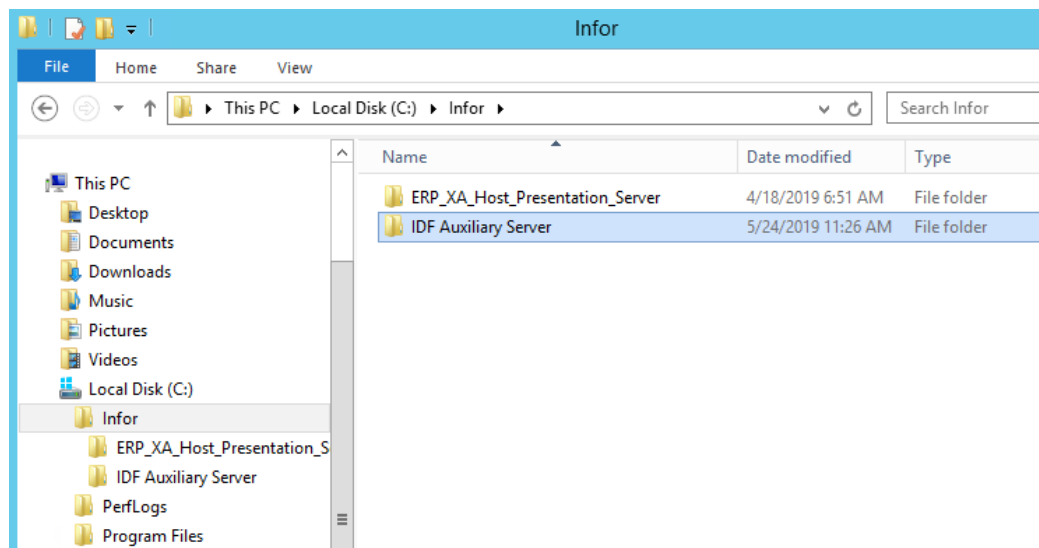 Infor
File Home Share View
This PC Local Disk (C:) Infor Search Infor
Name Date modified Type
This PC
Desktop
Documents
Downloads
Music
Pictures
Videos
Local Disk (C:)
Infor
ERP_XA_Host_Presentation_S
IDF Auxiliary Server
PerfLogs
Program Files
ERP_XA_Host_Presentation_Server 4/18/2019 6:51 AM File folder
IDF Auxiliary Server 5/24/2019 11:26 AM File folder